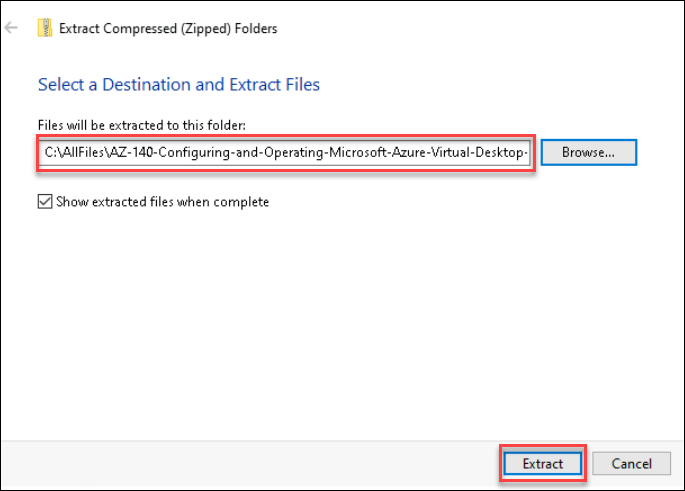 Extract Compressed (Zipped) Folders
Select a Destination and Extract Files
Files will be extracted to this folder:
C:\AllFiles\AZ-140-Configuring-and-Operating-Microsoft-Azure-Virtual-Desktop-
Browse...
Show extracted files when complete
Extract
Cancel